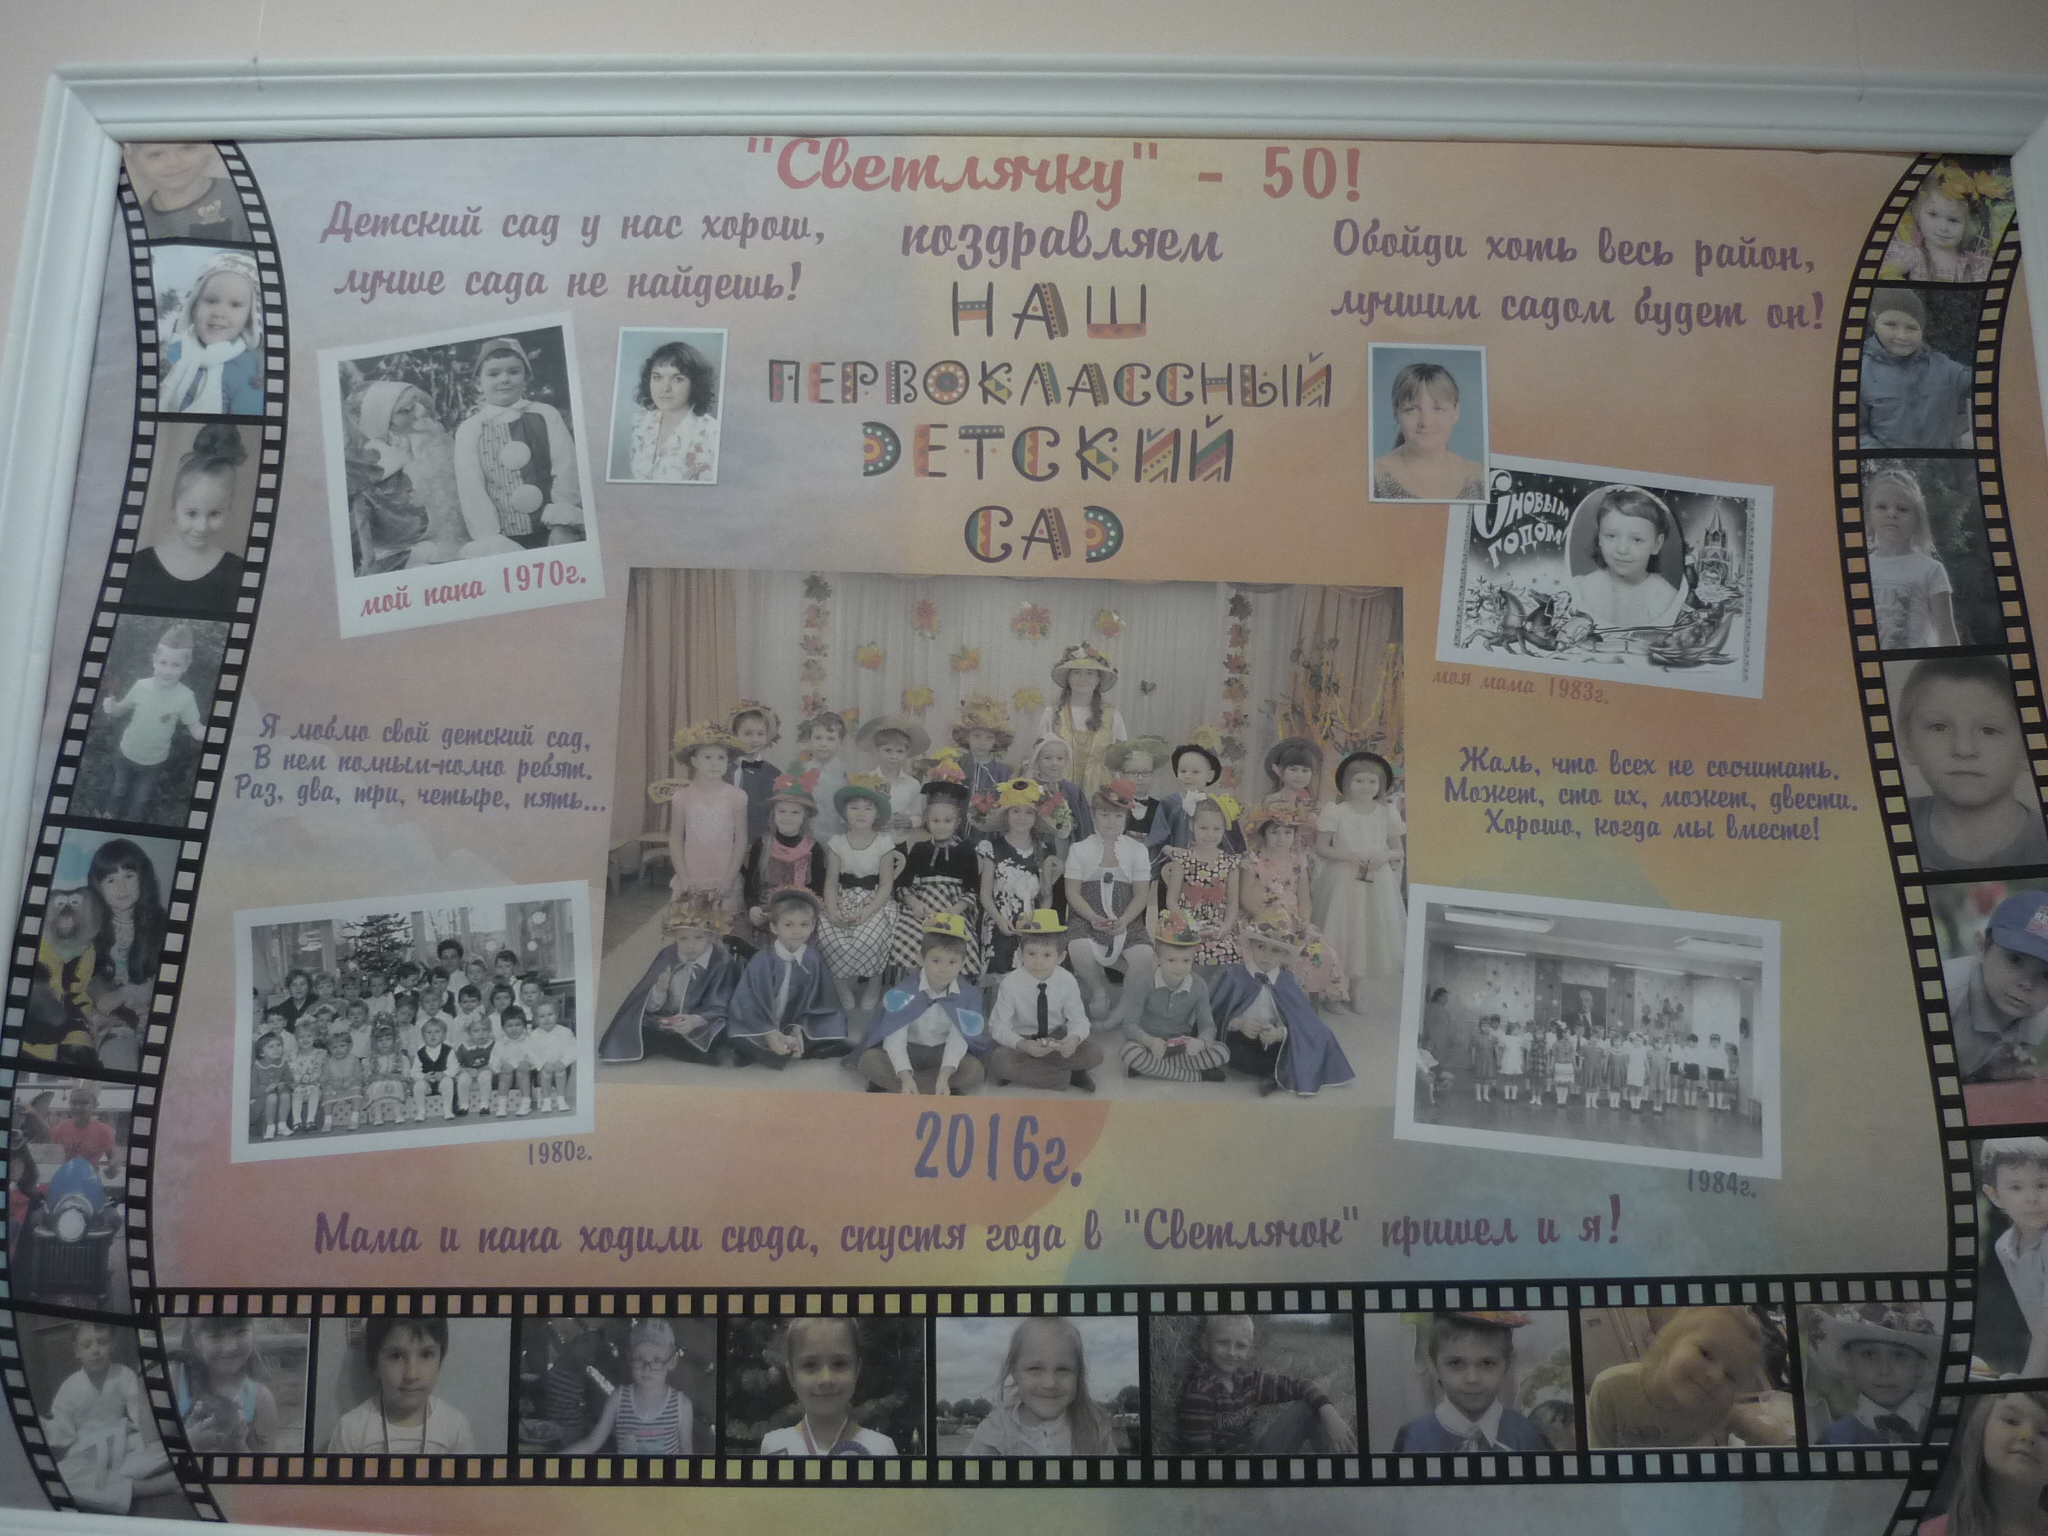 "Светлячку" - 50!
Детский сад у нас хорош,
лучше сада не найдешь!
поздравляем
НАШ
ПЕРВОКЛАССНЫЙ
ДЕТСКИЙ
САД
Обойди хоть весь район,
лучшим садом будет он!
мой папа 1970г.
С НОВЫМ
ГОДОМ!
моя мама 1983г.
Я люблю свой детский сад,
В нем полным-полно ребят.
Раз, два, три, четыре, пять...
Жаль, что всех не сосчитать.
Может, сто их, может, двести.
Хорошо, когда мы вместе!
1980г.
2016г.
1984г.
Мама и папа ходили сюда, спустя года в "Светлячок" пришел и я!